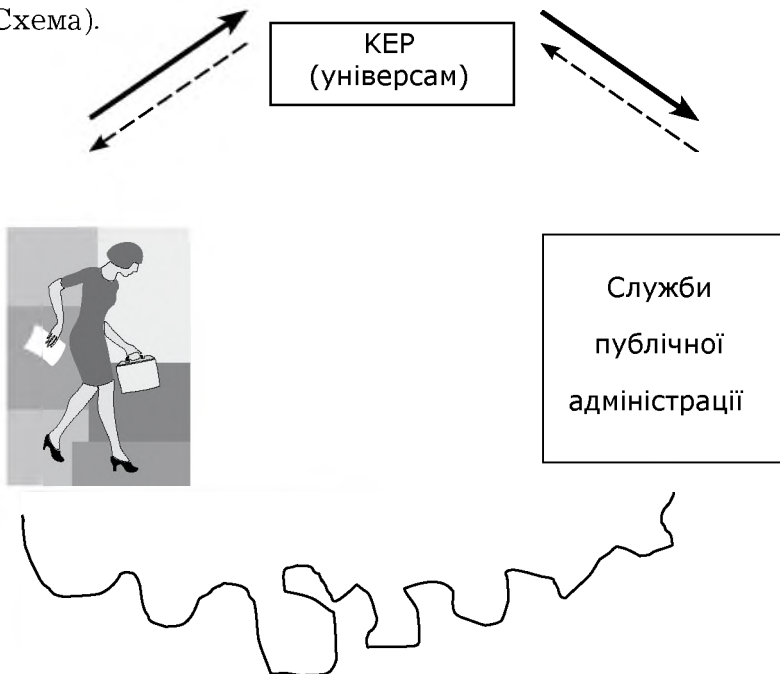 Схема).
КЕР
(універсам)
Служби
публічної
адміністрації